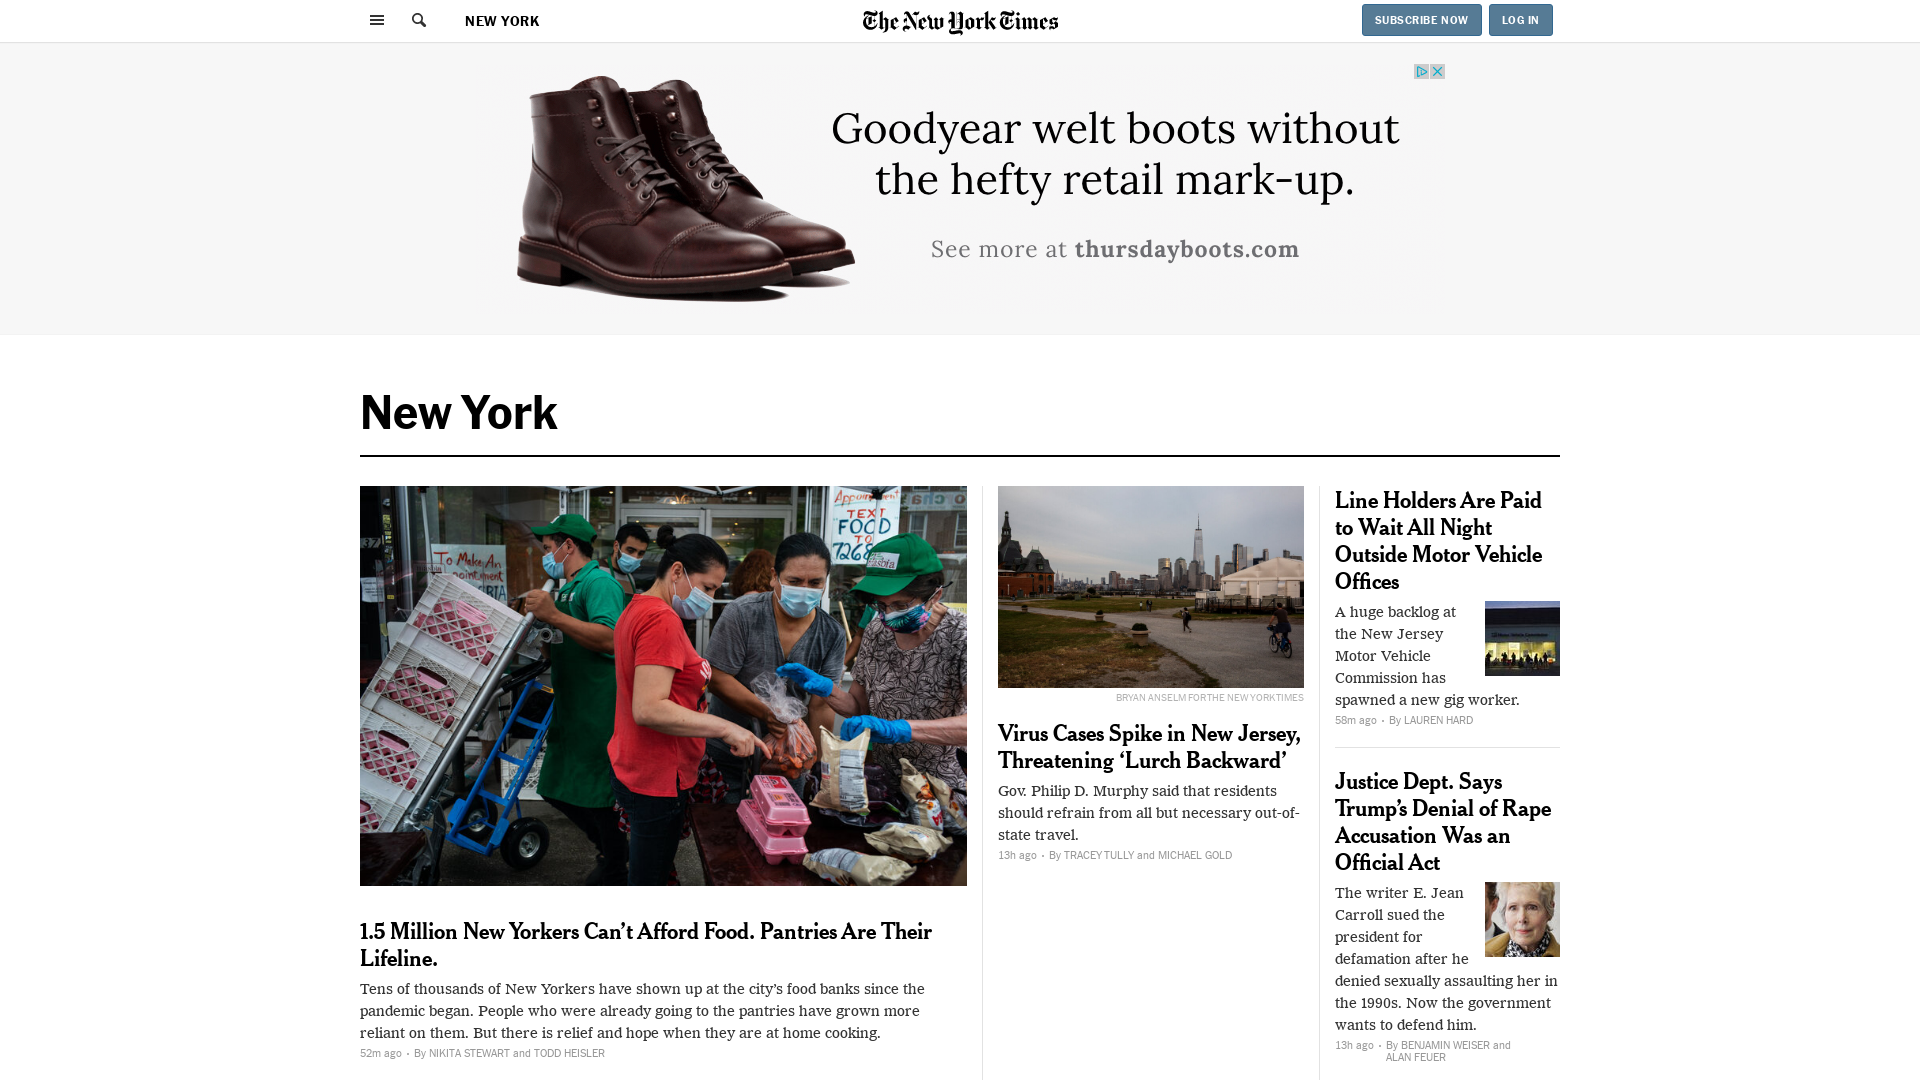 NEW YORK
The New York Times
SUBSCRIBE NOW
LOG IN
Goodyear welt boots without
the hefty retail mark-up.
See more at thursdayboots.com
New York
Appointment
TEXT
FOOD
TO
7268
To Make An
1.5 Million New Yorkers Can’t Afford Food. Pantries Are Their
Lifeline.
Tens of thousands of New Yorkers have shown up at the city’s food banks since the
pandemic began. People who were already going to the pantries have grown more
reliant on them. But there is relief and hope when they are at home cooking.
52m ago • By NIKITA STEWART and TODD HEISLER
BRYAN ANSELM FOR THE NEW YORK TIMES
Virus Cases Spike in New Jersey,
Threatening ‘Lurch Backward’
Gov. Philip D. Murphy said that residents
should refrain from all but necessary out-of-
state travel.
13h ago • By TRACEY TULLY and MICHAEL GOLD
Line Holders Are Paid
to Wait All Night
Outside Motor Vehicle
Offices
A huge backlog at
the New Jersey
Motor Vehicle
Commission has
spawned a new gig worker.
58m ago • By LAUREN HARD
Justice Dept. Says
Trump’s Denial of Rape
Accusation Was an
Official Act
The writer E. Jean
Carroll sued the
president for
defamation after he
denied sexually assaulting her in
the 1990s. Now the government
wants to defend him.
13h ago • By BENJAMIN WEISER and
ALAN FEUER